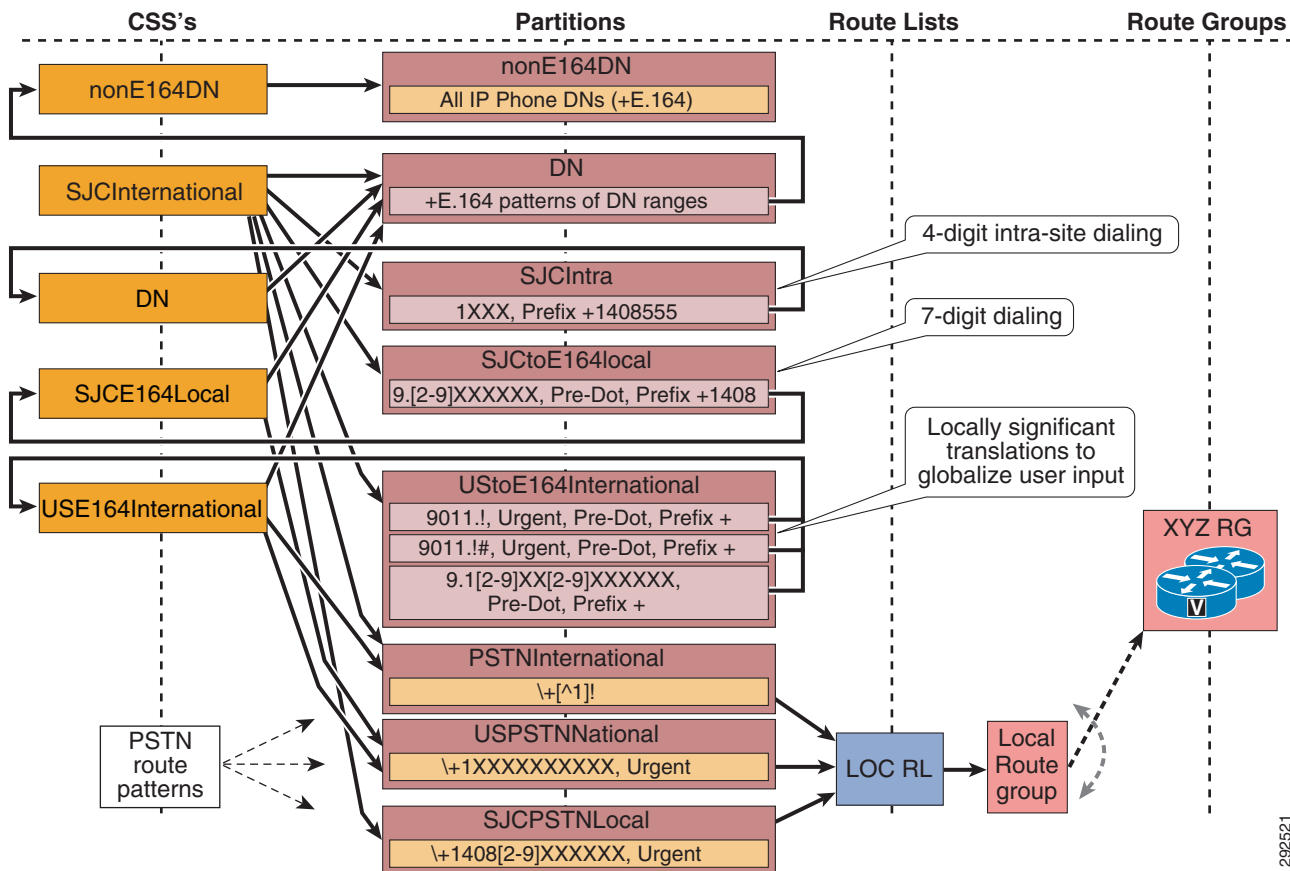 CSS's
Partitions
Route Lists
Route Groups
nonE164DN
nonE164DN
All IP Phone DNs (+E.164)
SJCInternational
DN
+E.164 patterns of DN ranges
4-digit intra-site dialing
DN
SJCIntra
1XXX, Prefix +1408555
7-digit dialing
SJCE164Local
SJCtoE164local
9.[2-9]XXXXXX, Pre-Dot, Prefix +1408
Locally significant
translations to
globalize user input
USE164International
UStoE164International
9011.!, Urgent, Pre-Dot, Prefix +
9011.!#, Urgent, Pre-Dot, Prefix +
9.1[2-9]XX[2-9]XXXXXX,
Pre-Dot, Prefix +
XYZ RG
V
PSTNInternational
\+[^1]!
PSTN
route
patterns
USPSTNNational
\+1XXXXXXXXXX, Urgent
LOC RL
Local
Route
group
SJCPSTNLocal
\+1408[2-9]XXXXXX, Urgent
292521